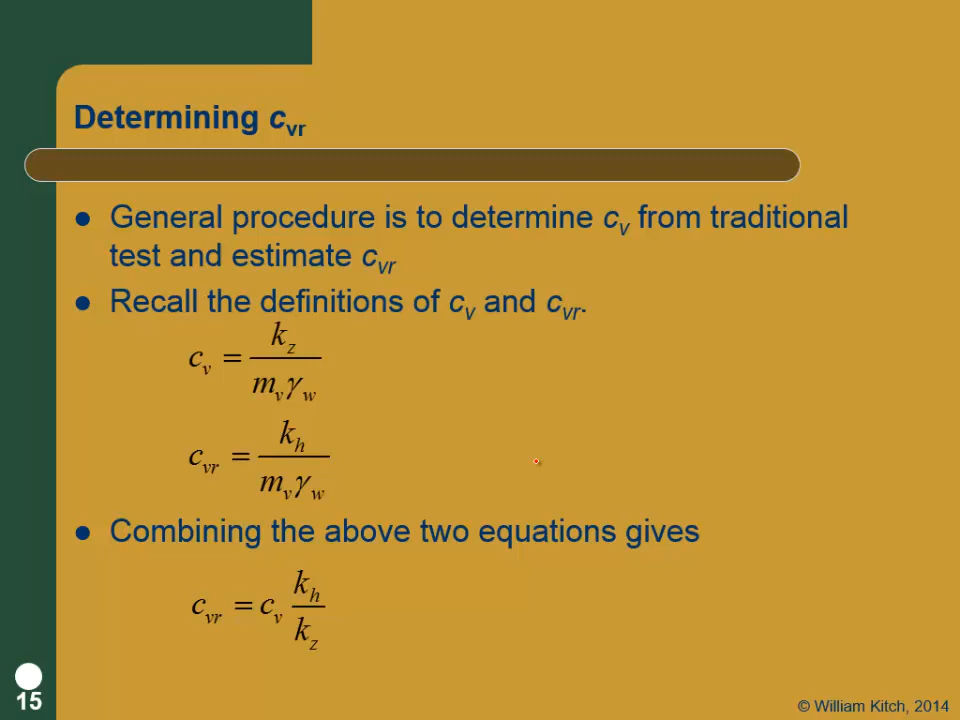 Determining c_vr
● General procedure is to determine c_v from traditional
test and estimate c_vr
● Recall the definitions of c_v and c_vr.
c_v = k_z / (m_v γ_w)
c_vr = k_h / (m_v γ_w)
● Combining the above two equations gives
c_vr = c_v k_h / k_z
15
© William Kitch, 2014